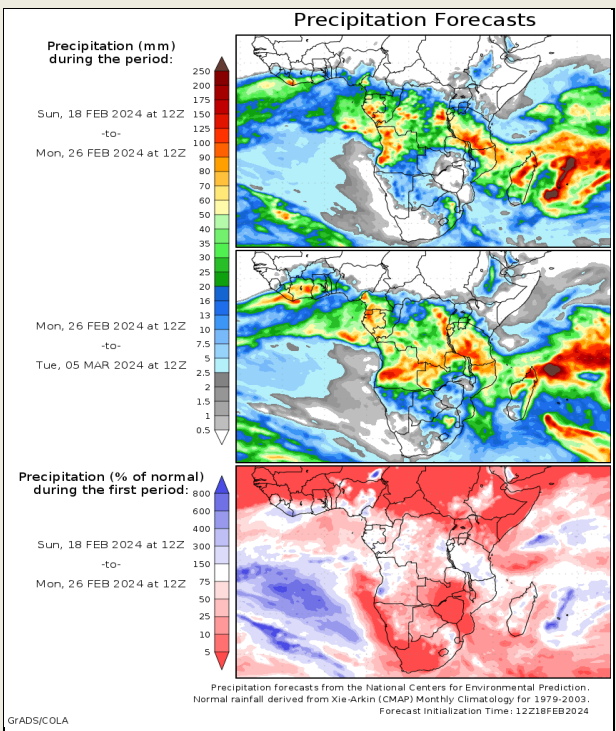 Precipitation Forecasts
Precipitation (mm)
during the period:
Sun, 18 FEB 2024 at 12Z
-to-
Mon, 26 FEB 2024 at 12Z
250
200
175
150
125
100
90
80
70
60
50
40
35
30
25
20
16
13
10
7.5
5
2.5
2
1.5
1
0.5
Mon, 26 FEB 2024 at 12Z
-to-
Tue, 05 MAR 2024 at 12Z
Precipitation (% of normal)
during the first period:
800
600
400
300
150
75
50
25
10
5
Sun, 18 FEB 2024 at 12Z
-to-
Mon, 26 FEB 2024 at 12Z
Precipitation forecasts from the National Centers for Environmental Prediction.
Normal rainfall derived from Xie-Arkin (CMAP) Monthly Climatology for 1979-2003.
Forecast Initialization Time: 12Z18FEB2024
GrADS/COLA